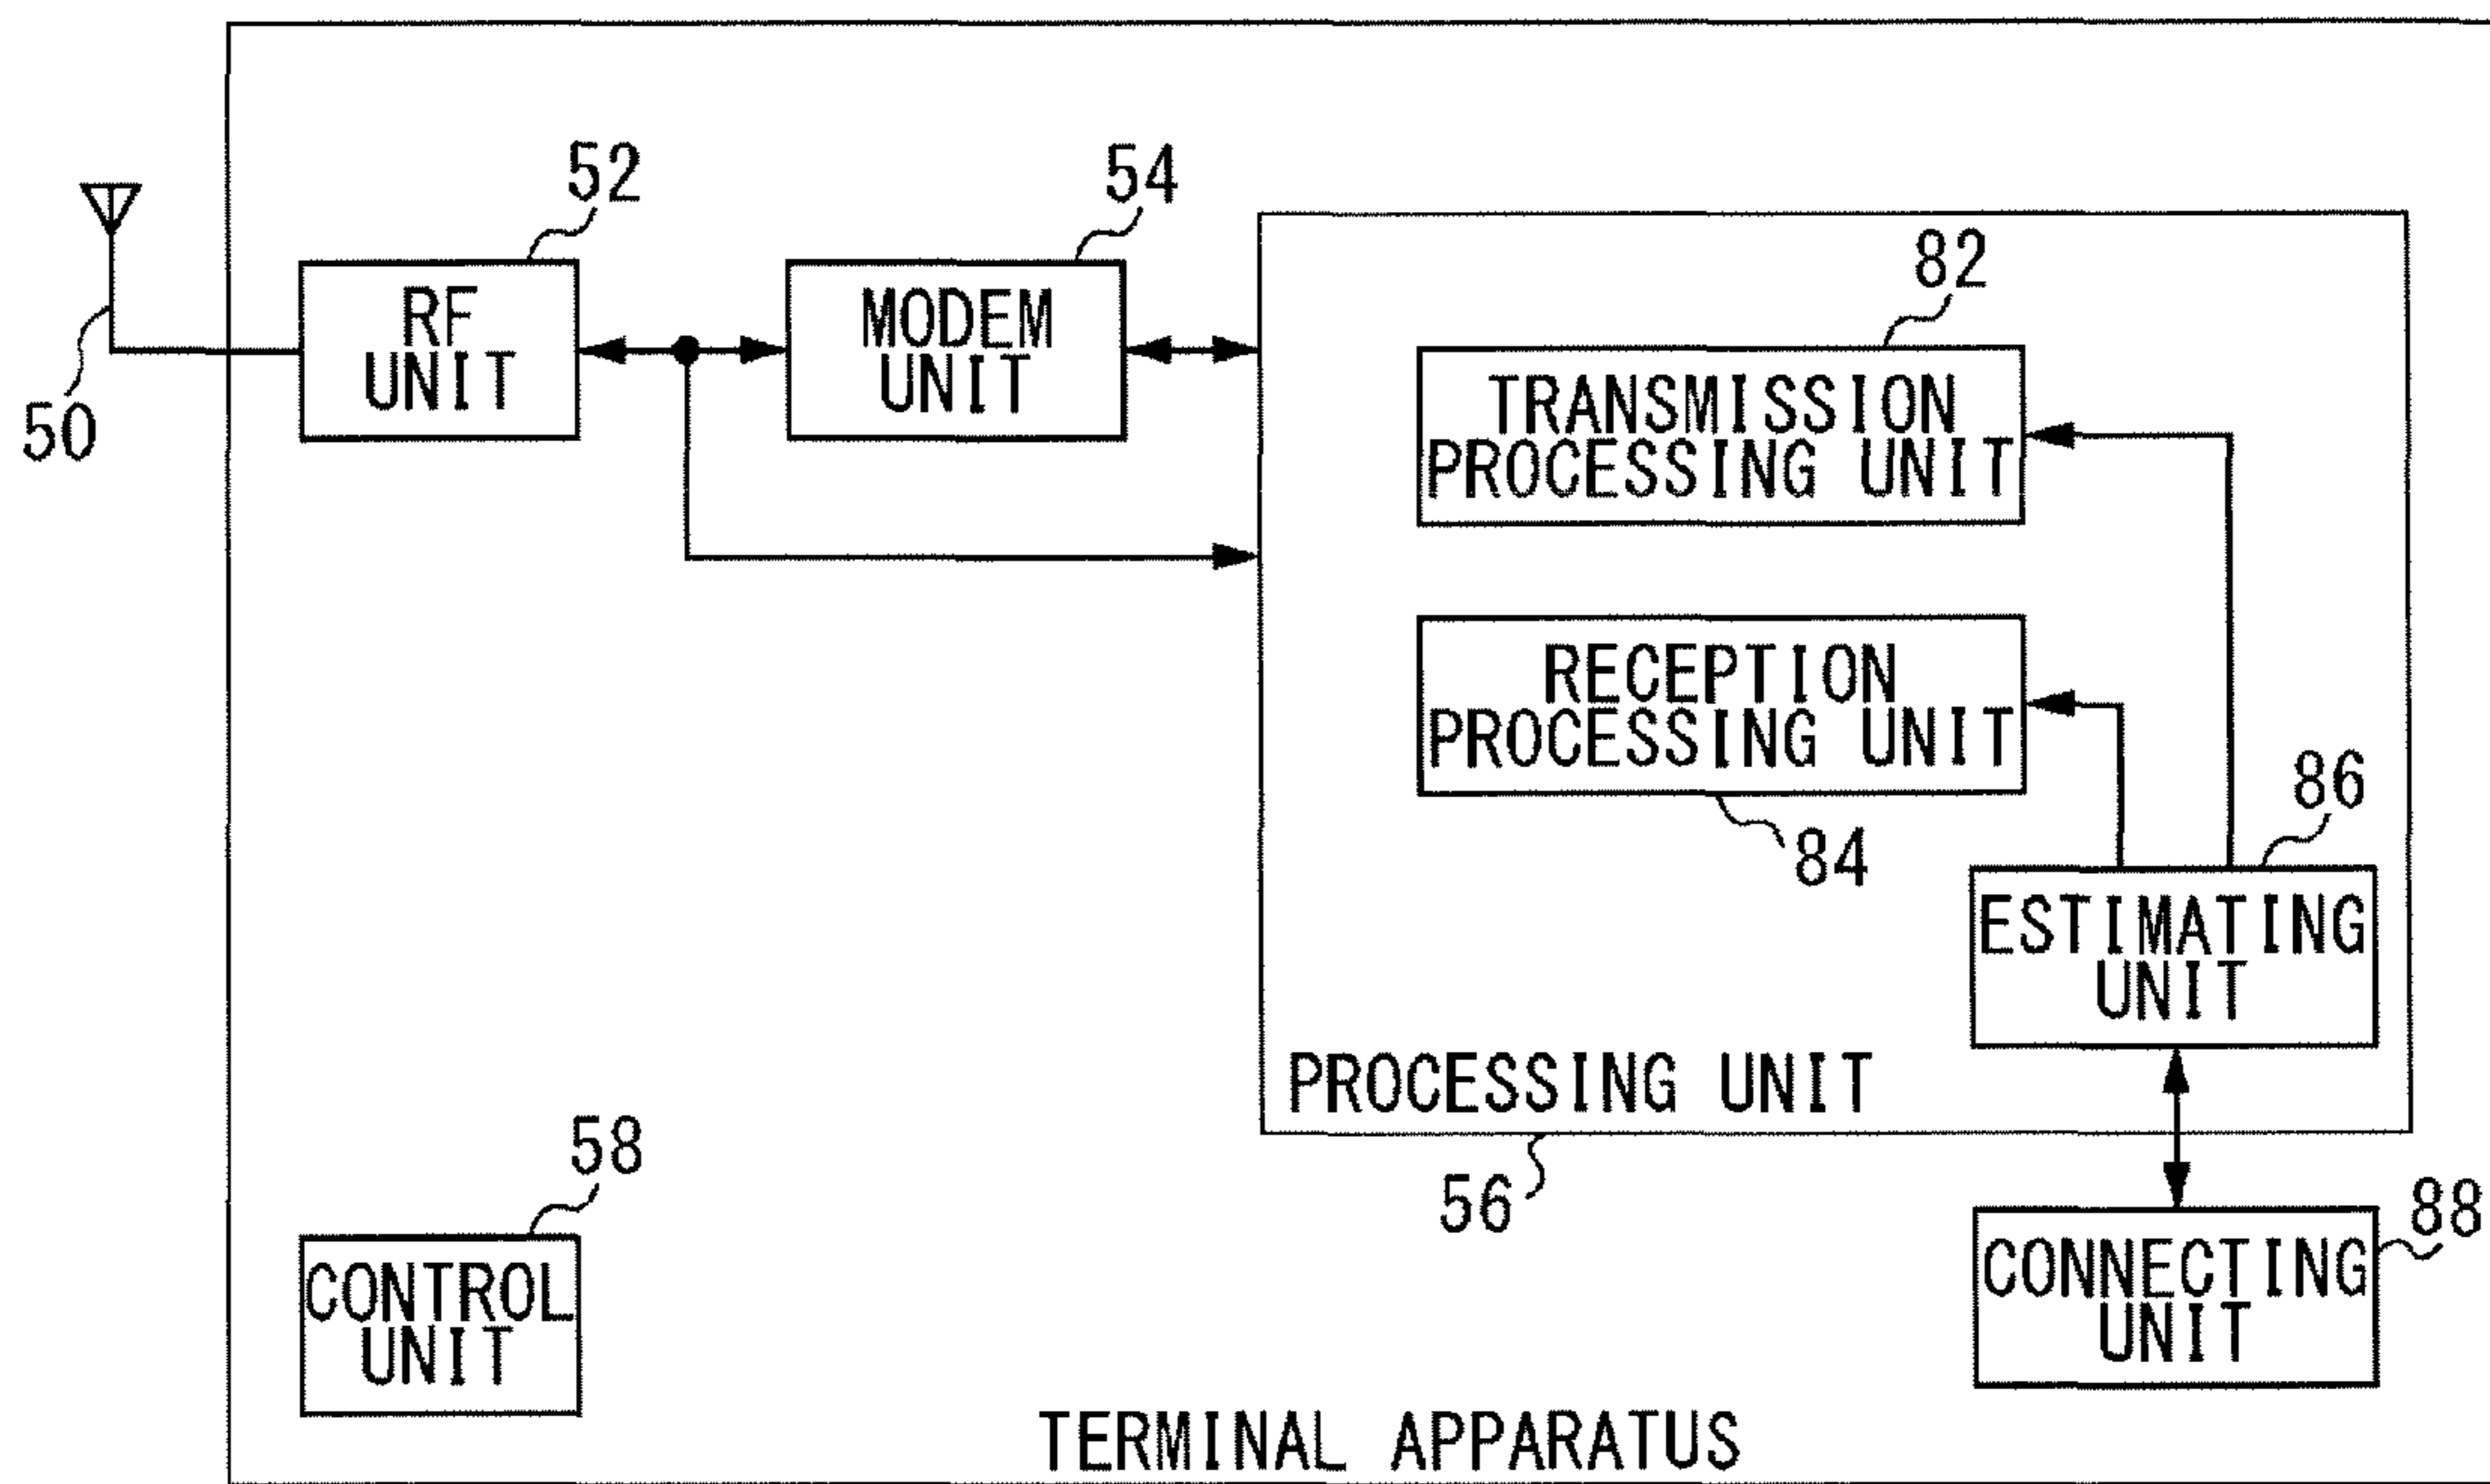 52
54
82
RF
UNIT
MODEM
UNIT
TRANSMISSION
PROCESSING UNIT
50
RECEPTION
PROCESSING UNIT
86
84
ESTIMATING
UNIT
PROCESSING UNIT
58
56
88
CONTROL
UNIT
CONNECTING
UNIT
TERMINAL APPARATUS